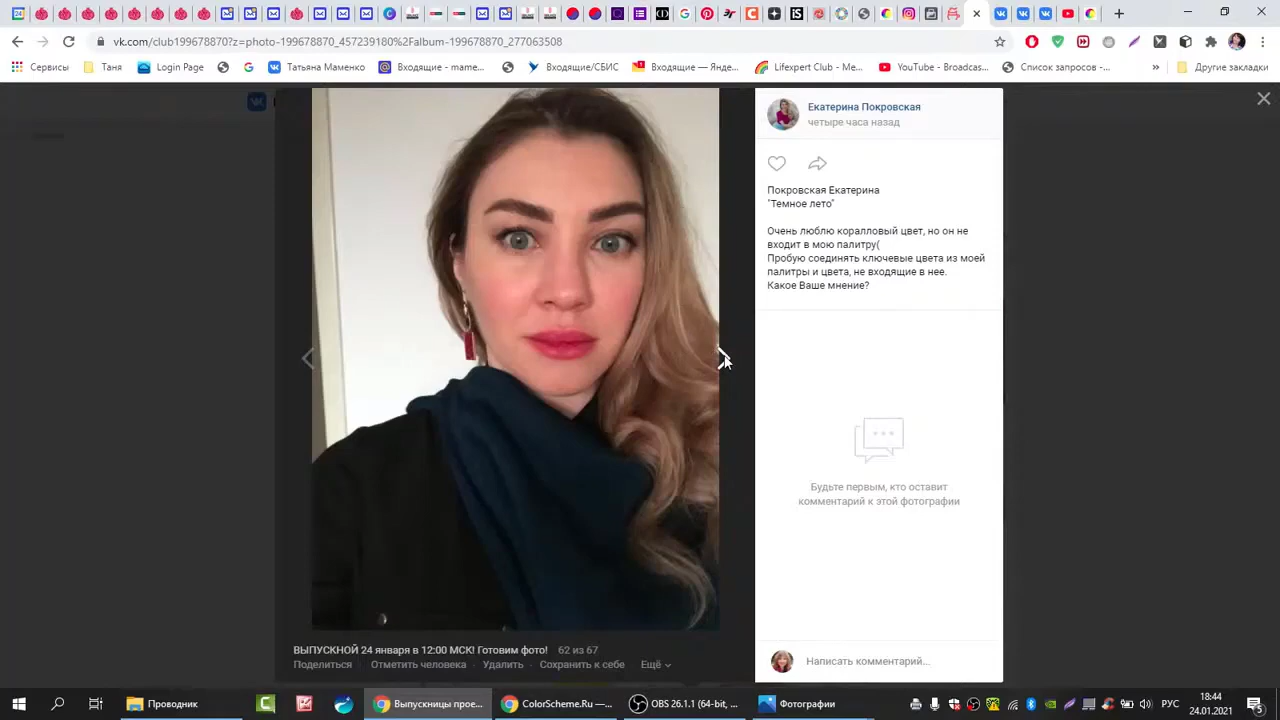 vk.com/club199678870?z=photo-199678870_457239180%2Falbum-199678870_277063508
Сервисы
Таня
Login Page
Татьяна Маменко
Входящие - mame...
Входящие/СБИС
Входящие — Янде...
Lifexpert Club - Me...
YouTube - Broadcas...
Список запросов -...
»
Другие закладки
Екатерина Покровская
четыре часа назад
Покровская Екатерина
"Темное лето"
Очень люблю коралловый цвет, но он не
входит в мою палитру(
Пробую соединять ключевые цвета из моей
палитры и цвета, не входящие в нее.
Какое Ваше мнение?
Будьте первым, кто оставит
комментарий к этой фотографии
Написать комментарий...
ВЫПУСКНОЙ 24 января в 12:00 МСК! Готовим фото! 62 из 67
Поделиться Отметить человека Удалить Сохранить к себе Ещё
Проводник
Выпускницы прое...
ColorScheme.Ru — ...
OBS 26.1.1 (64-bit, ...
Фотографии
РУС
18:44
24.01.2021